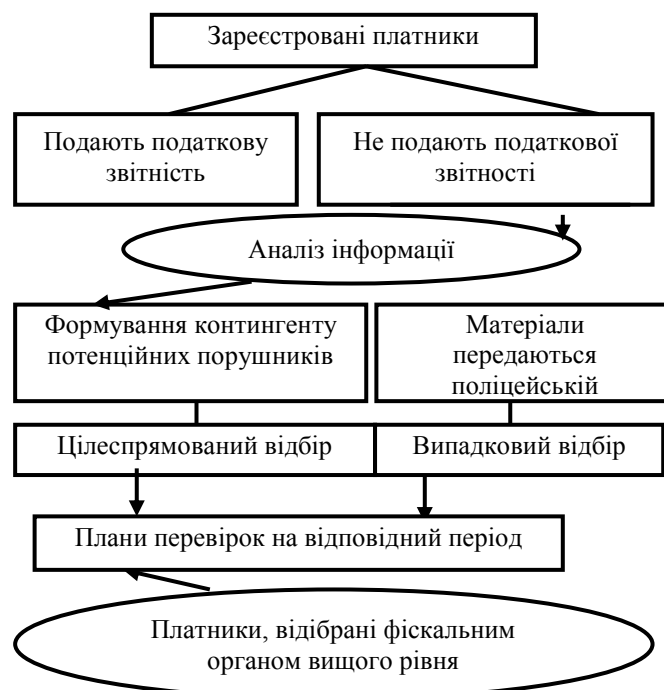 Зареєстровані платники
Подають податкову
звітність
Не подають податкової
звітності
Аналіз інформації
Формування контингенту
потенційних порушників
Матеріали
передаються
поліцейській
Цілеспрямований відбір
Випадковий відбір
Плани перевірок на відповідний період
Платники, відібрані фіскальним
органом вищого рівня